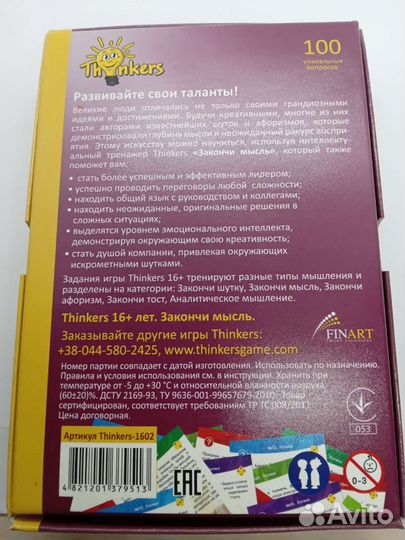 Thinkers
100
уникальных
вопросов
Развивайте свои таланты!
Великие люди отличались не только своими грандиозными
идеями и достижениями. Будучи креативными, многие из них
стали авторами известнейших шуток и афоризмов, которые
демонстрировали глубину мысли и неожиданный ракурс воспри-
ятия. Этому искусству можно научиться, используя интеллекту-
альный тренажер Thinkers «Закончи мысль», который также
поможет вам:
• стать более успешным и эффективным лидером;
• успешно проводить переговоры любой сложности;
• находить общий язык с руководством и коллегами;
• находить неожиданные, оригинальные решения в
сложных ситуациях;
• выделятся уровнем эмоционального интеллекта,
демонстрируя окружающим свою креативность;
• стать душой компании, привлекая окружающих
искрометными шутками.
Задания игры Thinkers 16+ тренируют разные типы мышления и
разделены на категории: Закончи шутку, Закончи мысль, Закончи
афоризм, Закончи тост, Аналитическое мышление.
Thinkers 16+ лет. Закончи мысль.
Заказывайте другие игры Thinkers:
+38-044-580-2425, www.thinkersgame.com
FINART
Номер партии совпадает с датой изготовления. Использовать по назначению.
Правила и условия использования см. в инструкции. Хранить при
температуре от -5 до +30 °С и относительной влажности воздуха
(60±20)%. ДСТУ 2169-93, ТУ 9636-001-99657679-2010. Товар
сертифицирован, соответствует требованиям ТР ТС 008/2011
Цена договорная.
053
Артикул Thinkers-1602
4 821201 379513
EAC
0-3
Avito